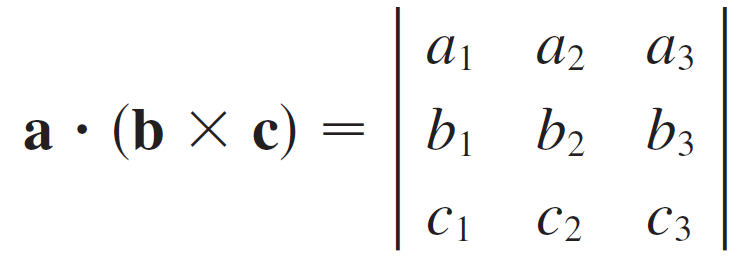 a₁ a₂ a₃
a · (b × c) = b₁ b₂ b₃
c₁ c₂ c₃